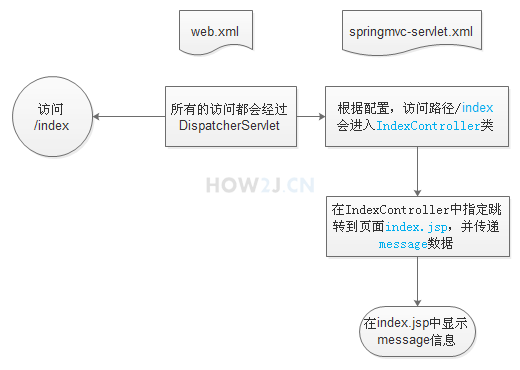 web.xml
springmvc-servlet.xml
访问
/index
所有的访问都会经过
DispatcherServlet
根据配置，访问路径/index
会进入IndexController类
HOW2J.CN
在IndexController中指定跳
转到页面index.jsp，并传递
message数据
在index.jsp中显示
message信息